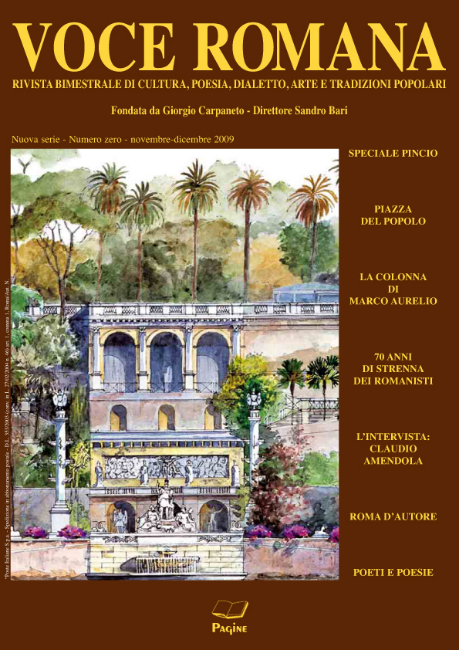 VOCE ROMANA
RIVISTA BIMESTRALE DI CULTURA, POESIA, DIALETTO, ARTE E TRADIZIONI POPOLARI
Fondata da Giorgio Carpaneto - Direttore Sandro Bari
Nuova serie - Numero zero - novembre-dicembre 2009
SPECIALE PINCIO
PIAZZA
DEL POPOLO
LA COLONNA
DI
MARCO AURELIO
70 ANNI
DI STRENNA
DEI ROMANISTI
L'INTERVISTA:
CLAUDIO
AMENDOLA
ROMA D'AUTORE
POETI E POESIE
PAGINE